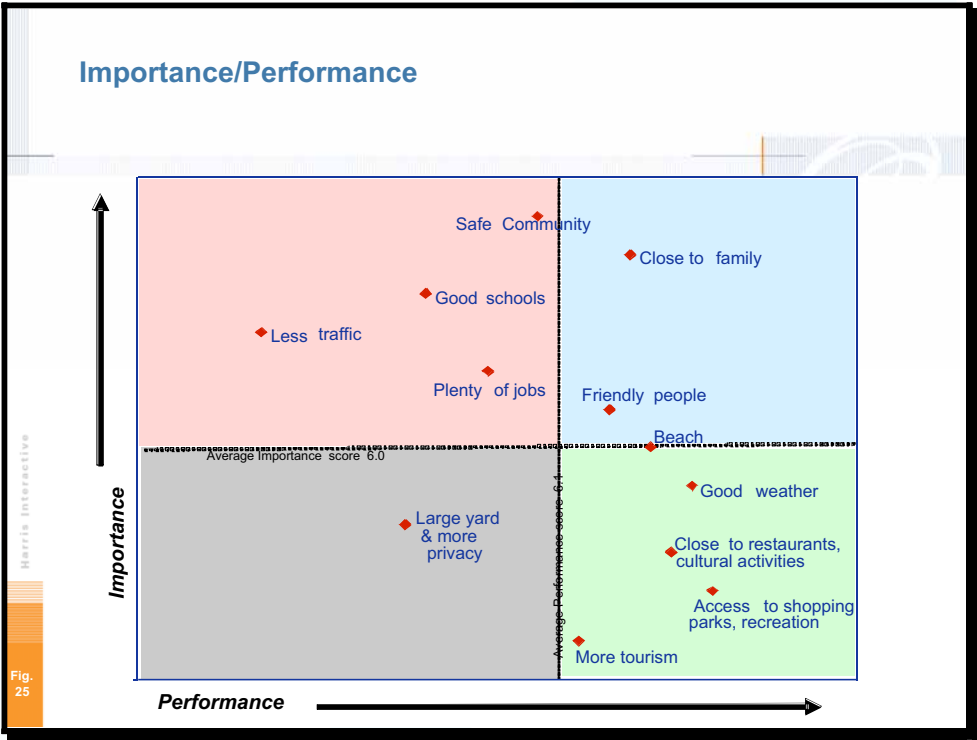 Importance/Performance
Safe Community
Close to family
Good schools
Less traffic
Plenty of jobs
Friendly people
Beach
Average Importance score 6.0
Average Performance score 6.1
Good weather
Large yard
& more
privacy
Close to restaurants,
cultural activities
Access to shopping
parks, recreation
More tourism
Importance
Performance
Harris Interactive
Fig.
25